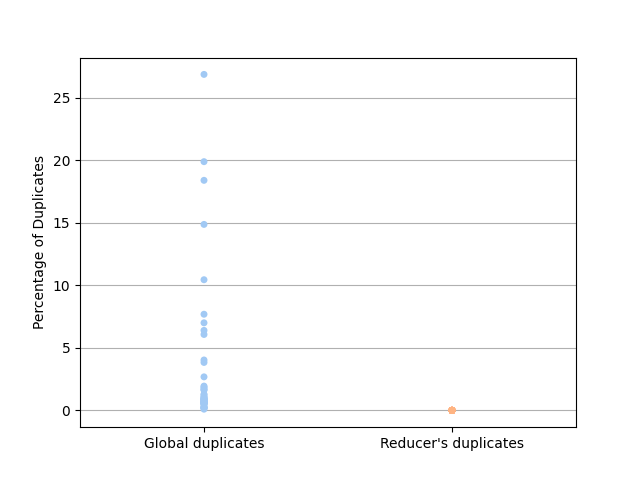 Percentage of Duplicates
25
20
15
10
5
0
Global duplicates
Reducer's duplicates